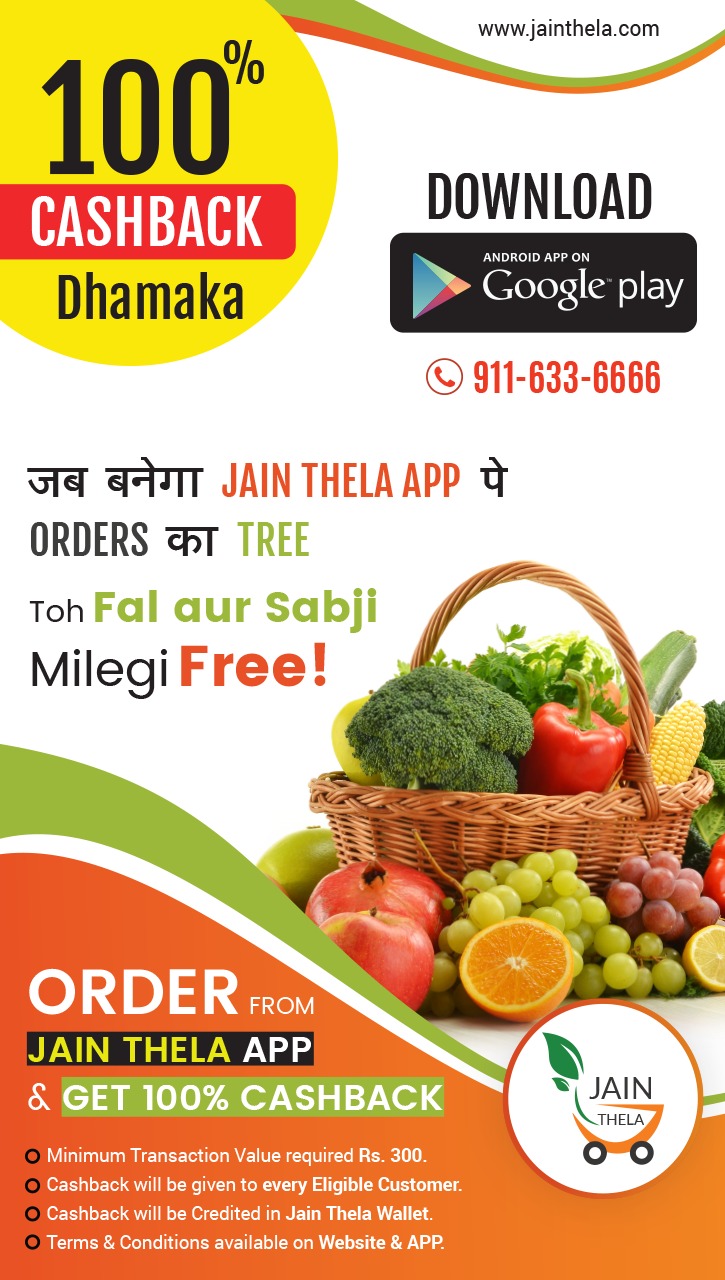 www.jainthela.com
100%
CASHBACK
Dhamaka
DOWNLOAD
ANDROID APP ON
Google™ play
911-633-6666
जब बनेगा JAIN THELA APP पे
ORDERS का TREE
Toh Fal aur Sabji
Milegi Free!
ORDER FROM
JAIN THELA APP
& GET 100% CASHBACK
Minimum Transaction Value required Rs. 300.
Cashback will be given to every Eligible Customer.
Cashback will be Credited in Jain Thela Wallet.
Terms & Conditions available on Website & APP.
JAIN
THELA